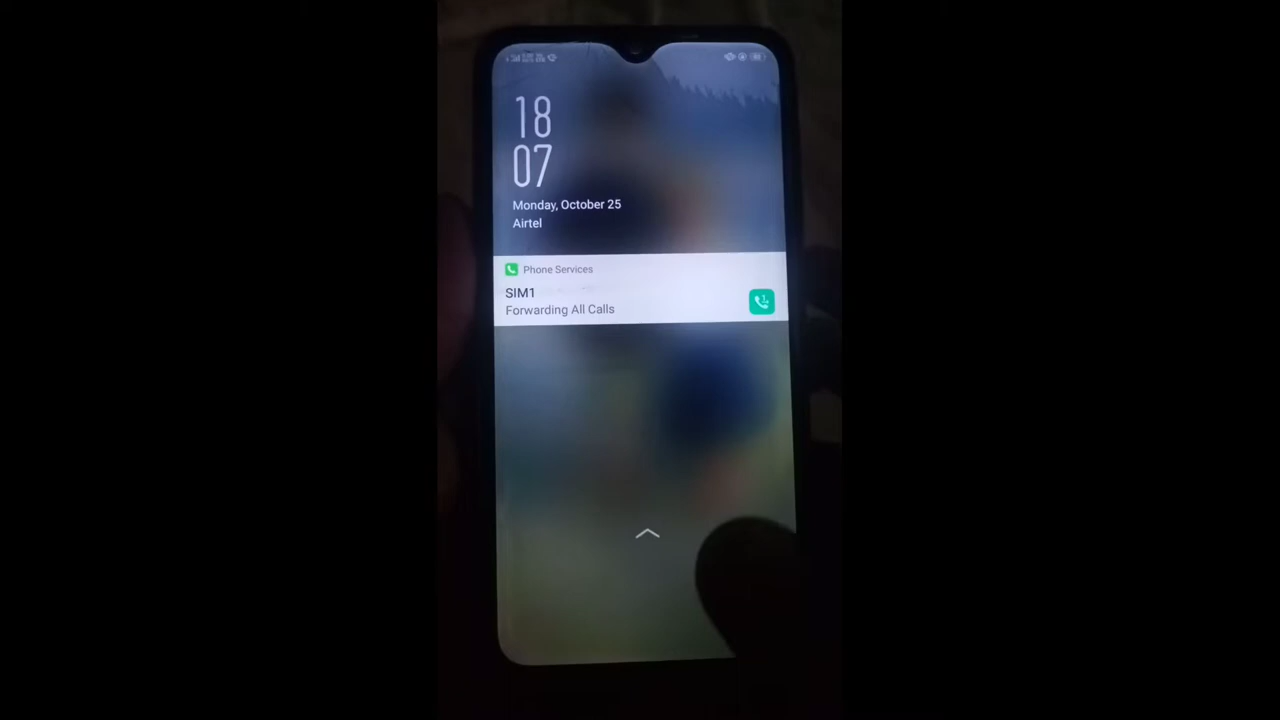 18
07
Monday, October 25
Airtel
Phone Services
SIM1
Forwarding All Calls